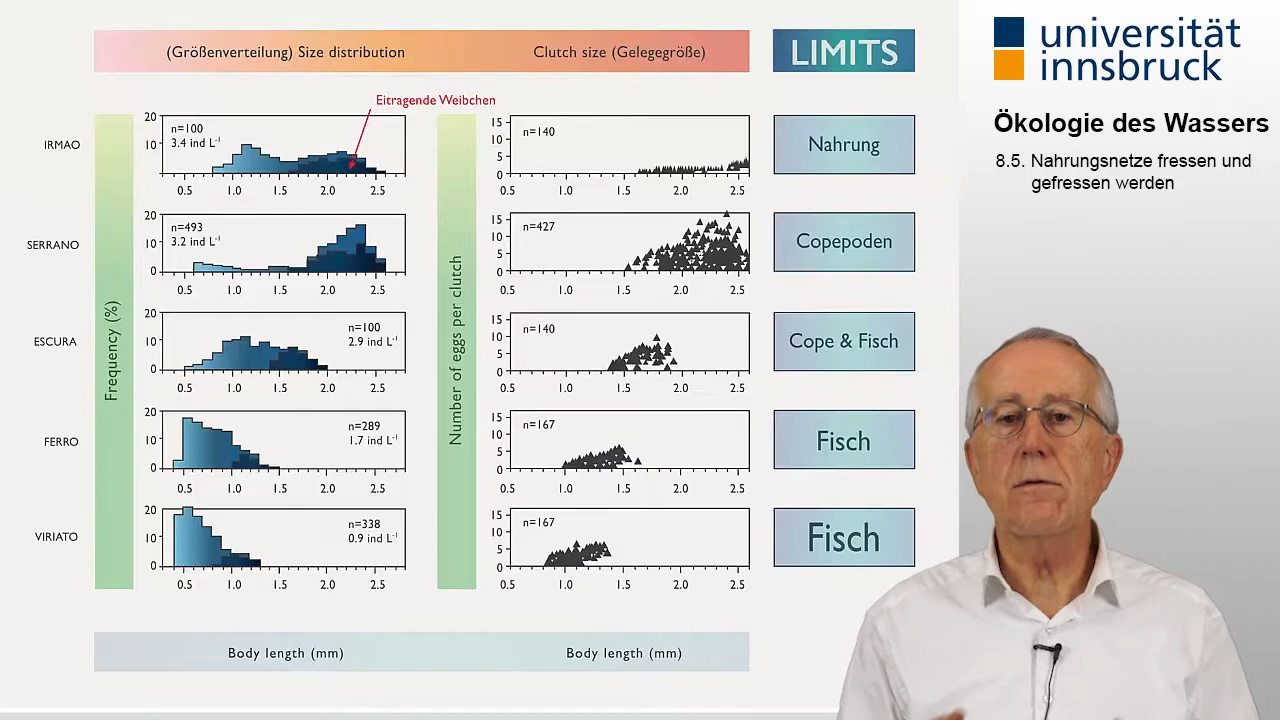 (Größenverteilung) Size distribution
Clutch size (Gelegegröße)
LIMITS
universität
innsbruck
Ökologie des Wassers
8.5. Nahrungsnetze fressen und
gefressen werden
Eitragende Weibchen
Frequency (%)
Number of eggs per clutch
IRMAO
20
10
n=100
3.4 ind L⁻¹
0.5 1.0 1.5 2.0 2.5
15
10
5
0
n=140
0.5 1.0 1.5 2.0 2.5
Nahrung
SERRANO
20
10
0
n=493
3.2 ind L⁻¹
0.5 1.0 1.5 2.0 2.5
15
10
5
0
n=427
0.5 1.0 1.5 2.0 2.5
Copepoden
ESCURA
20
10
0
n=100
2.9 ind L⁻¹
0.5 1.0 1.5 2.0 2.5
15
10
5
0
n=140
0.5 1.0 1.5 2.0 2.5
Cope & Fisch
FERRO
20
10
0
n=289
1.7 ind L⁻¹
0.5 1.0 1.5 2.0 2.5
15
10
5
0
n=167
0.5 1.0 1.5 2.0 2.5
Fisch
VIRIATO
20
10
0
n=338
0.9 ind L⁻¹
0.5 1.0 1.5 2.0 2.5
15
10
5
0
n=167
0.5 1.0 1.5 2.0 2.5
Fisch
Body length (mm)
Body length (mm)